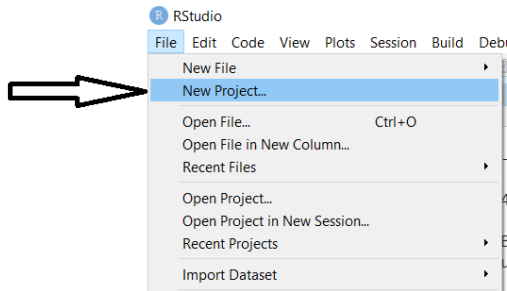 R RStudio
File Edit Code View Plots Session Build
New File
New Project...
Open File... Ctrl+O
Open File in New Column...
Recent Files
Open Project...
Open Project in New Session...
Recent Projects
Import Dataset